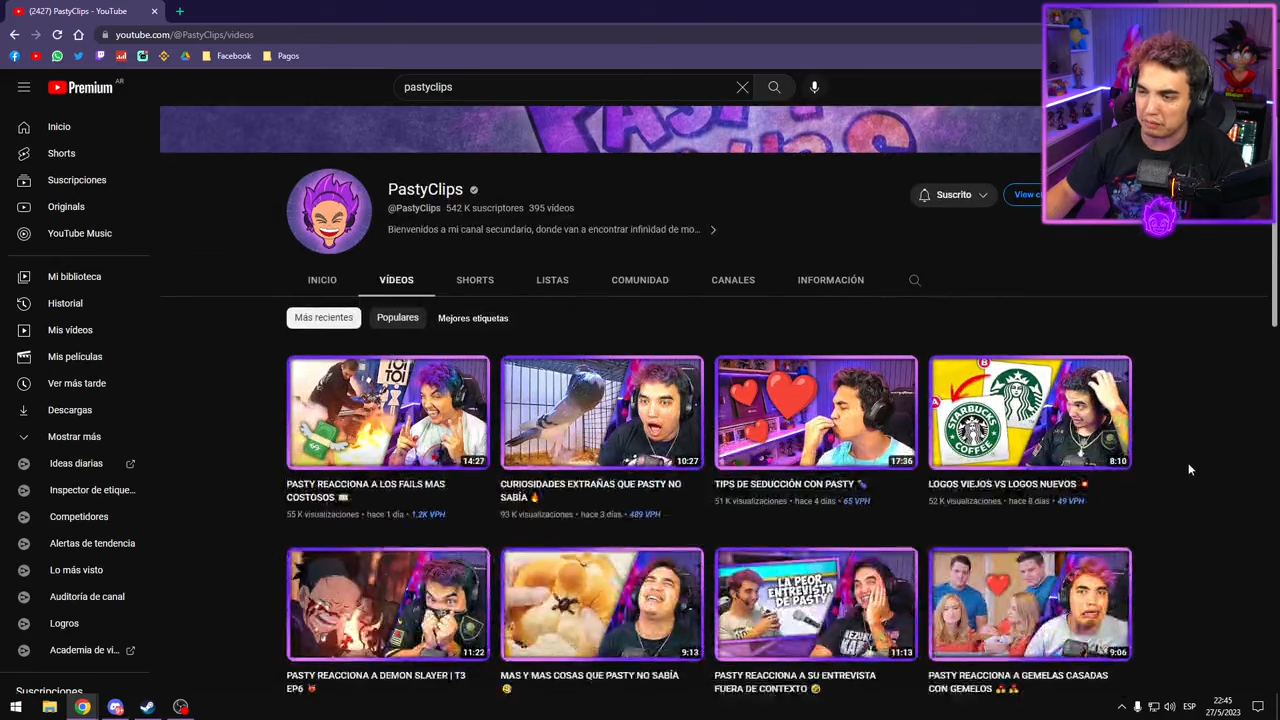 (2427) PastyClips - YouTube
youtube.com/@PastyClips/videos
Facebook
Pagos
Premium AR
pastyclips
Inicio
Shorts
Suscripciones
Originals
YouTube Music
Mi biblioteca
Historial
Mis vídeos
Mis películas
Ver más tarde
Descargas
Mostrar más
Ideas diarias
Inspector de etique...
Competidores
Alertas de tendencia
Lo más visto
Auditoría de canal
Logros
Academia de vi...
Suscripciones
PastyClips
@PastyClips 542 K suscriptores 395 vídeos
Bienvenidos a mi canal secundario, donde van a encontrar infinidad de mo...
Suscrito
INICIO VÍDEOS SHORTS LISTAS COMUNIDAD CANALES INFORMACIÓN
Más recientes Populares Mejores etiquetas
TOI
TOI
14:27
10:27
17:36
B
A
STARBUCKS
COFFEE
8:10
PASTY REACCIONA A LOS FAILS MAS
COSTOSOS
55 K visualizaciones • hace 1 día • 1.2K VPH
CURIOSIDADES EXTRAÑAS QUE PASTY NO
SABÍA
93 K visualizaciones • hace 3 días • 489 VPH
TIPS DE SEDUCCIÓN CON PASTY
51 K visualizaciones • hace 4 días • 65 VPH
LOGOS VIEJOS VS LOGOS NUEVOS
52 K visualizaciones • hace 8 días • 49 VPH
11:22
9:13
LA PEOR
ENTREVISTA
DE PASTY
11:13
9:06
PASTY REACCIONA A DEMON SLAYER | T3
EP6
MAS Y MAS COSAS QUE PASTY NO SABÍA
PASTY REACCIONA A SU ENTREVISTA
FUERA DE CONTEXTO
PASTY REACCIONA A GEMELAS CASADAS
CON GEMELOS
ESP
22:45
27/5/2023